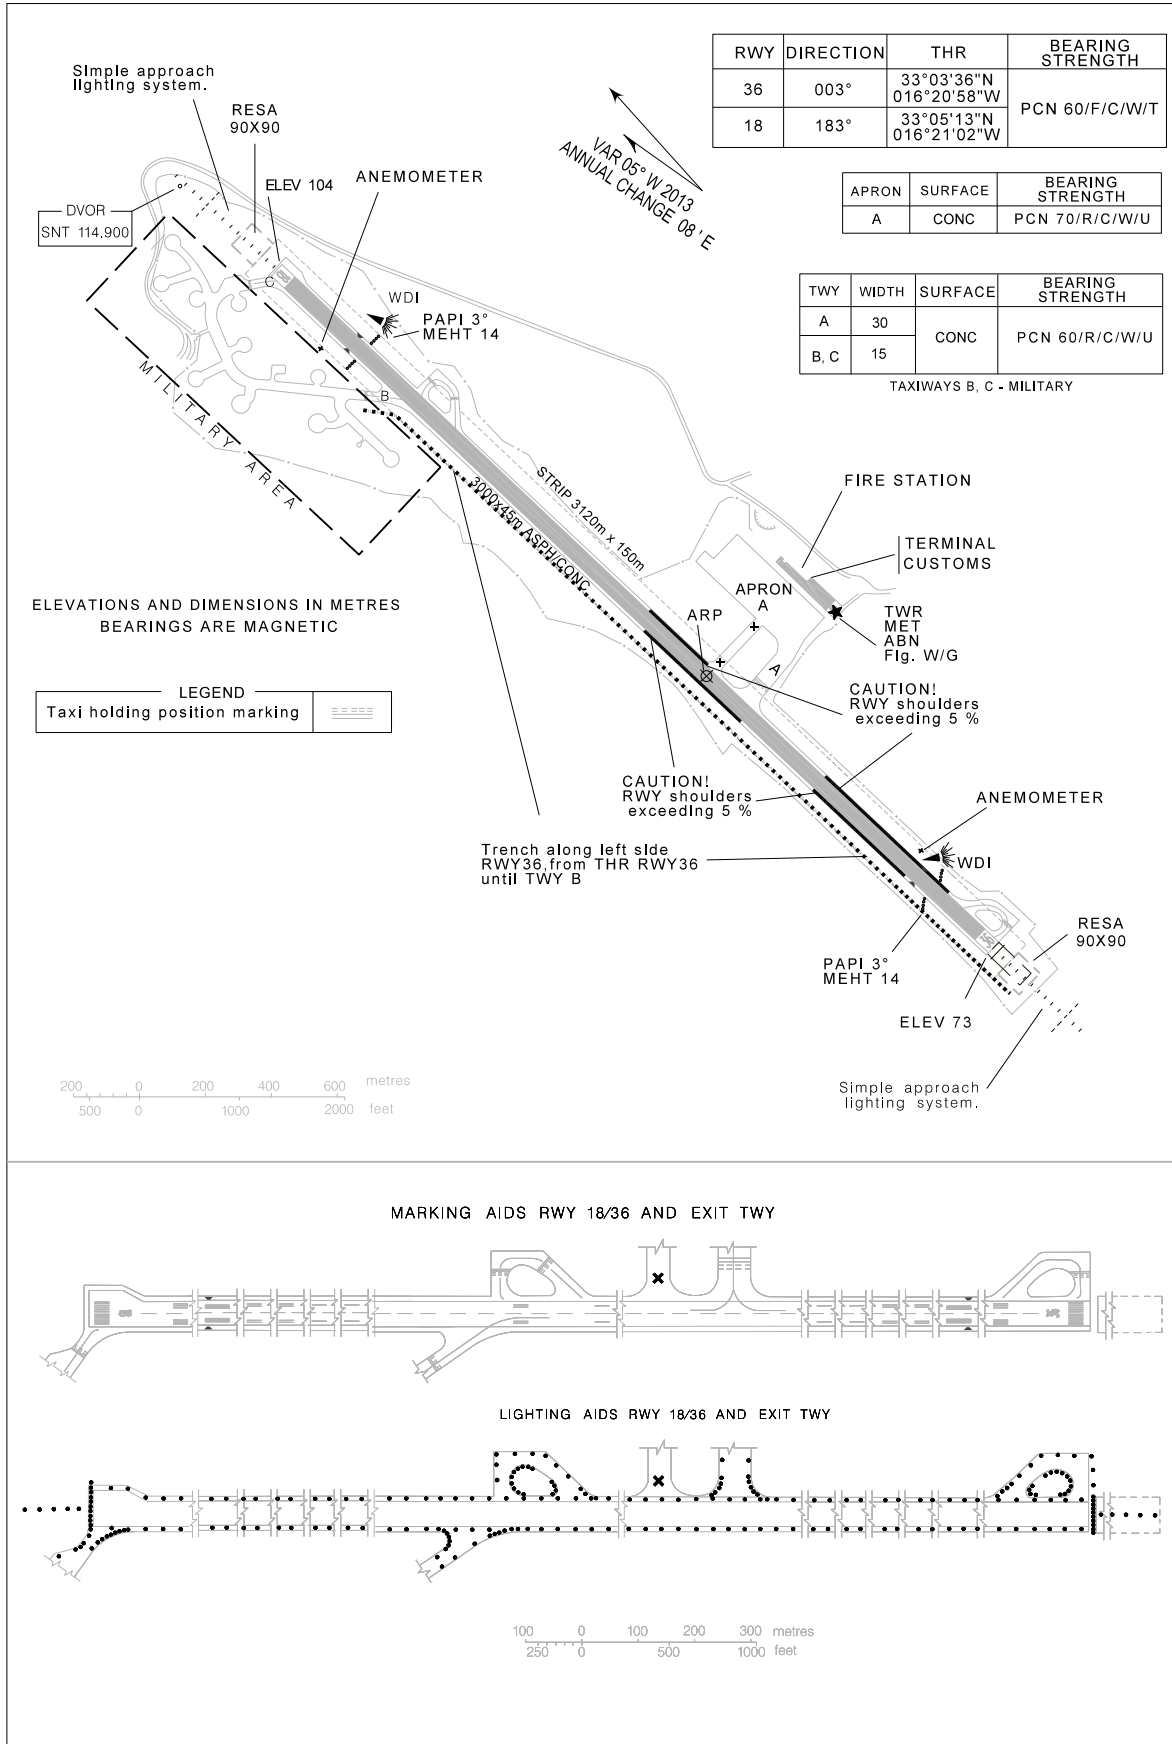 Simple approach
lighting system.
RESA
90X90
ELEV 104
ANEMOMETER
DVOR
SNT 114,900
VAR 05° W 2013
ANNUAL CHANGE 08 ' E
RWY DIRECTION THR BEARING STRENGTH
36 003° 33°03'36"N 016°20'58"W PCN 60/F/C/W/T
18 183° 33°05'13"N 016°21'02"W
APRON SURFACE BEARING STRENGTH
A CONC PCN 70/R/C/W/U
TWY WIDTH SURFACE BEARING STRENGTH
A 30 CONC PCN 60/R/C/W/U
B, C 15
TAXIWAYS B, C - MILITARY
C
18
WDI
PAPI 3°
MEHT 14
B
MILITARY AREA
3000x45m ASPH/CONC
STRIP 3120m x 150m
FIRE STATION
TERMINAL
CUSTOMS
APRON
A
ARP
TWR
MET
ABN
Flg. W/G
A
ELEVATIONS AND DIMENSIONS IN METRES
BEARINGS ARE MAGNETIC
LEGEND
Taxi holding position marking
CAUTION!
RWY shoulders
exceeding 5 %
CAUTION!
RWY shoulders
exceeding 5 %
ANEMOMETER
WDI
Trench along left side
RWY36,from THR RWY36
until TWY B
PAPI 3°
MEHT 14
36
RESA
90X90
ELEV 73
Simple approach
lighting system.
200 0 200 400 600 metres
500 0 1000 2000 feet
MARKING AIDS RWY 18/36 AND EXIT TWY
18
36
LIGHTING AIDS RWY 18/36 AND EXIT TWY
100 0 100 200 300 metres
250 0 500 1000 feet